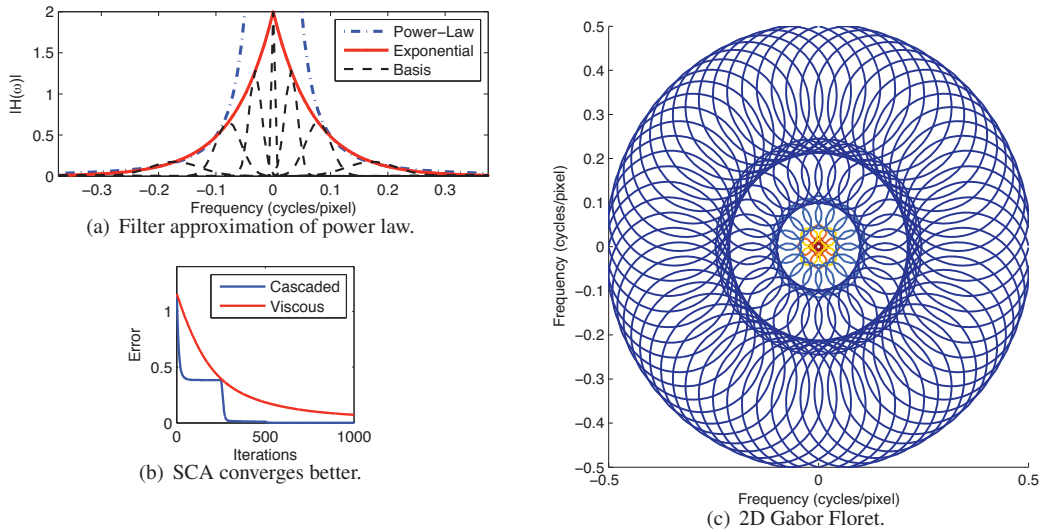 2
1.5
1
0.5
0
|H(ω)|
Power−Law
Exponential
Basis
−0.3 −0.2 −0.1 0 0.1 0.2 0.3
Frequency (cycles/pixel)
(a) Filter approximation of power law.
Cascaded
Viscous
1
0.5
0
Error
0 500 1000
Iterations
(b) SCA converges better.
0.5
0.4
0.3
0.2
0.1
0
−0.1
−0.2
−0.3
−0.4
−0.5
Frequency (cycles/pixel)
−0.5 0 0.5
Frequency (cycles/pixel)
(c) 2D Gabor Floret.